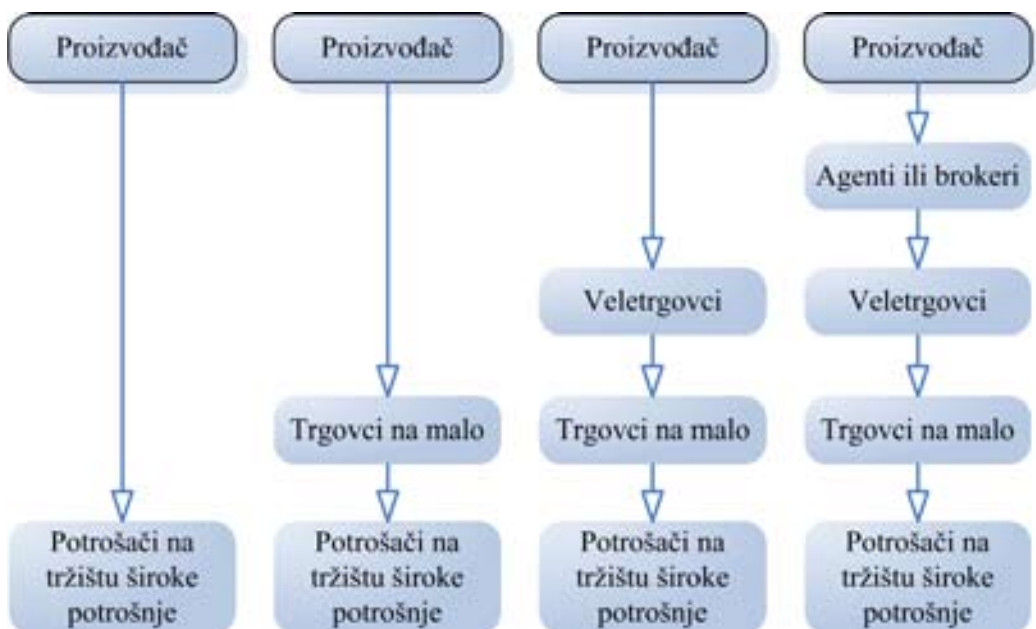 Proizvođač
Proizvođač
Proizvođač
Proizvođač
Agenti ili brokeri
Veletrgovci
Veletrgovci
Trgovci na malo
Trgovci na malo
Trgovci na malo
Potrošači na
tržištu široke
potrošnje
Potrošači na
tržištu široke
potrošnje
Potrošači na
tržištu široke
potrošnje
Potrošači na
tržištu široke
potrošnje